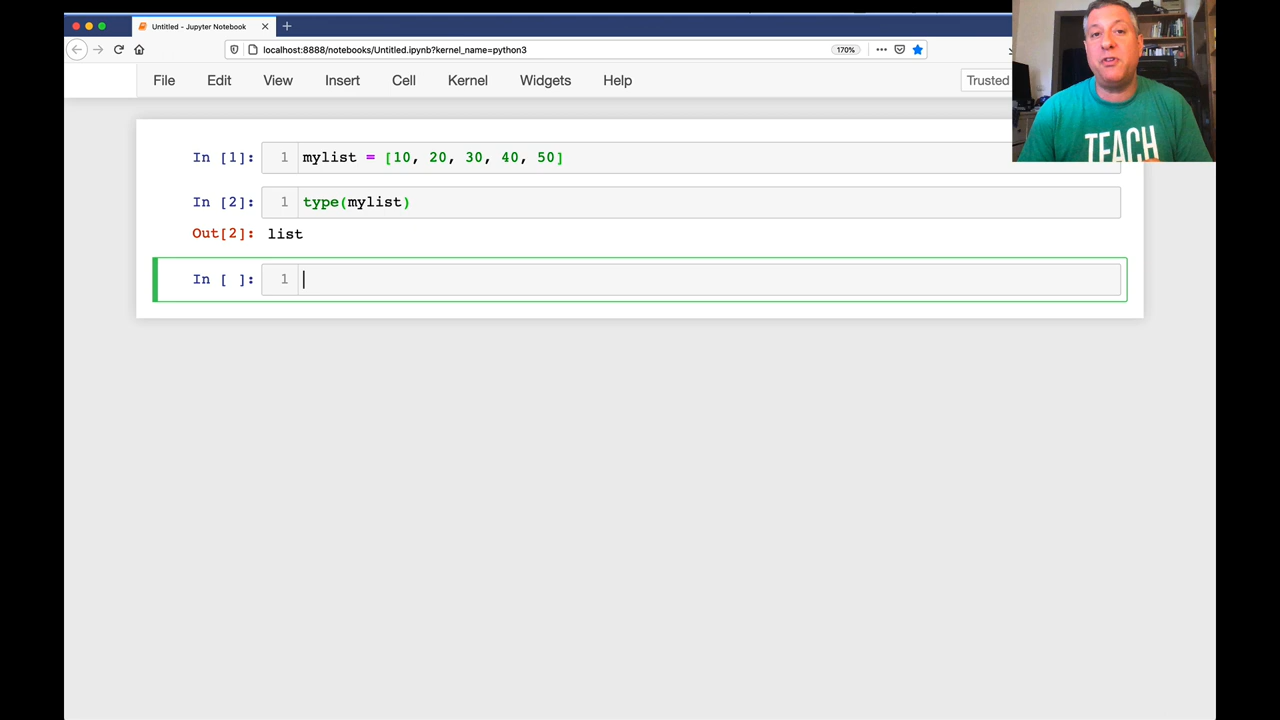 Untitled - Jupyter Notebook
localhost:8888/notebooks/Untitled.ipynb?kernel_name=python3
170%
File Edit View Insert Cell Kernel Widgets Help
Trusted
TEACH
In [1]: 1 mylist = [10, 20, 30, 40, 50]
In [2]: 1 type(mylist)
Out[2]: list
In [ ]: 1